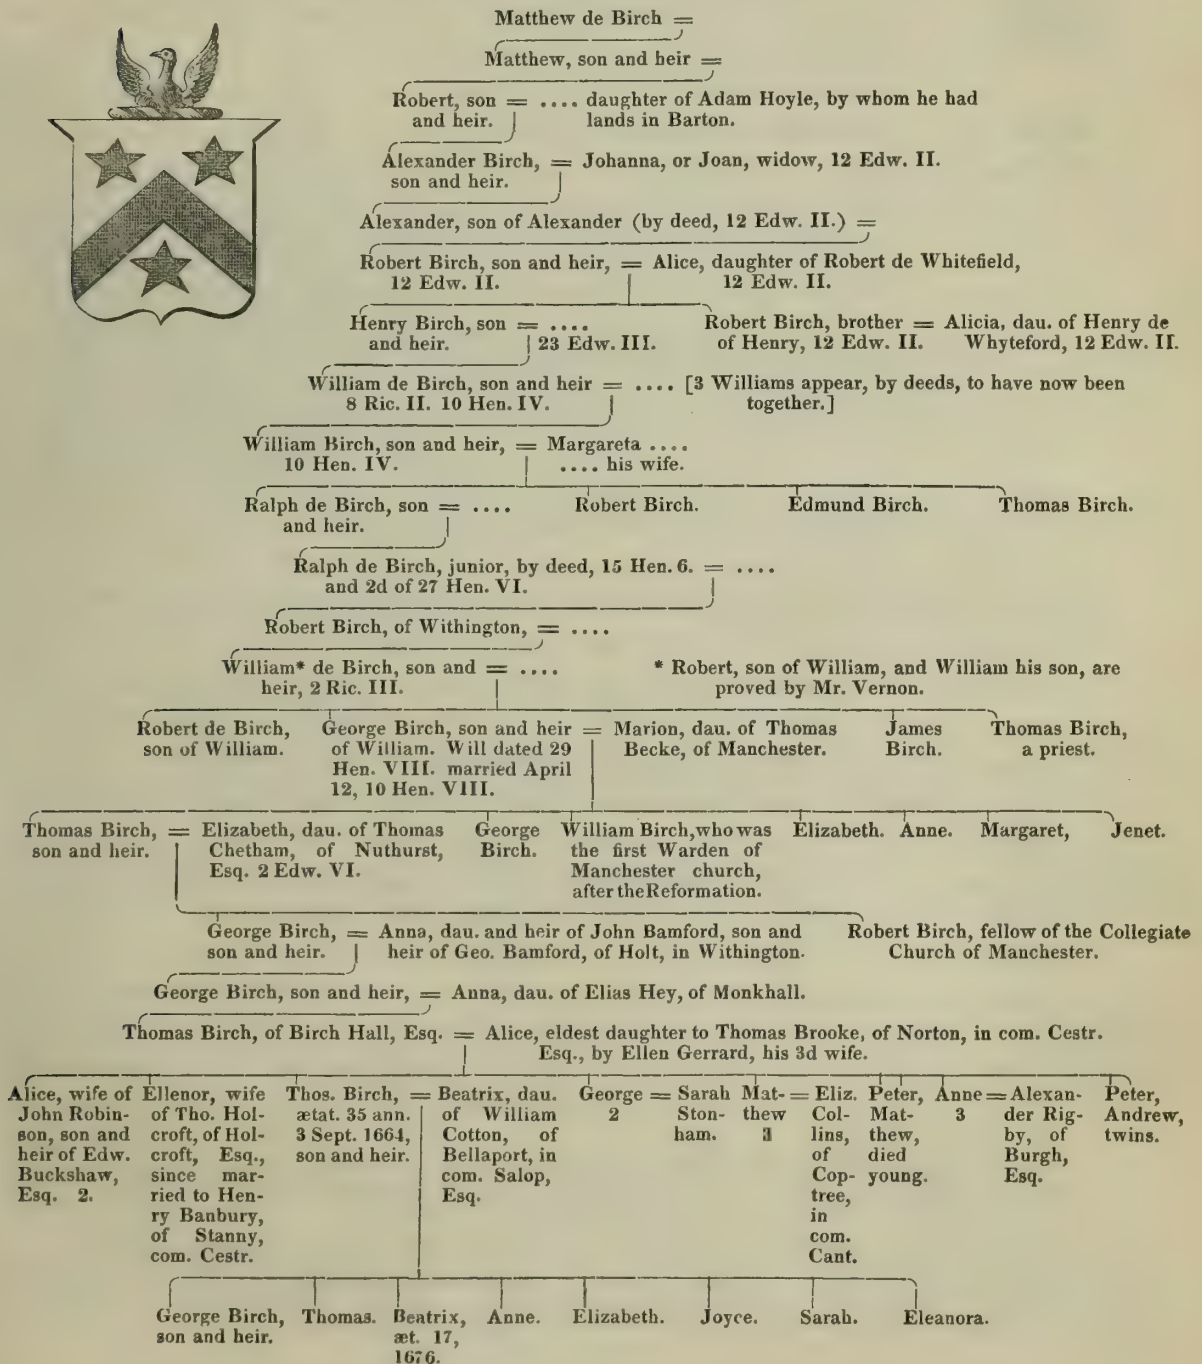 Matthew de Birch =
Matthew, son and heir =
Robert, son = .... daughter of Adam Hoyle, by whom he had
and heir. lands in Barton.
Alexander Birch, = Johanna, or Joan, widow, 12 Edw. II.
son and heir.
Alexander, son of Alexander (by deed, 12 Edw. II.) =
Robert Birch, son and heir, = Alice, daughter of Robert de Whitefield,
12 Edw. II. 12 Edw. II.
Henry Birch, son = .... Robert Birch, brother = Alicia, dau. of Henry de
and heir. 23 Edw. III. of Henry, 12 Edw. II. Whyteford, 12 Edw. II.
William de Birch, son and heir = .... [3 Williams appear, by deeds, to have now been
8 Ric. II. 10 Hen. IV. together.]
William Birch, son and heir, = Margareta ....
10 Hen. IV. .... his wife.
Ralph de Birch, son = .... Robert Birch. Edmund Birch. Thomas Birch.
and heir.
Ralph de Birch, junior, by deed, 15 Hen. 6. = ....
and 2d of 27 Hen. VI.
Robert Birch, of Withington, = ....
William* de Birch, son and = .... * Robert, son of William, and William his son, are
heir, 2 Ric. III. proved by Mr. Vernon.
Robert de Birch, George Birch, son and heir = Marion, dau. of Thomas James Thomas Birch,
son of William. of William. Will dated 29 Becke, of Manchester. Birch. a priest.
Hen. VIII. married April
12, 10 Hen. VIII.
Thomas Birch, = Elizabeth, dau. of Thomas George William Birch, who was Elizabeth. Anne. Margaret, Jenet.
son and heir. Chetham, of Nuthurst, Birch. the first Warden of
Esq. 2 Edw. VI. Manchester church,
after the Reformation.
George Birch, = Anna, dau. and heir of John Bamford, son and Robert Birch, fellow of the Collegiate
son and heir. heir of Geo. Bamford, of Holt, in Withington. Church of Manchester.
George Birch, son and heir, = Anna, dau. of Elias Hey, of Monkhall.
Thomas Birch, of Birch Hall, Esq. = Alice, eldest daughter to Thomas Brooke, of Norton, in com. Cestr.
Esq., by Ellen Gerrard, his 3d wife.
Alice, wife of Ellenor, wife Thos. Birch, = Beatrix, dau. George = Sarah Mat- = Eliz. Peter, Anne = Alexan- Peter,
John Robin- of Tho. Hol- ætat. 35 ann. of William 2 Ston- thew Col- Mat- 3 der Rig- Andrew,
son, son and croft, of Hol- 3 Sept. 1664, Cotton, of ham. 3 lins, thew, by, of twins.
heir of Edw. croft, Esq., son and heir. Bellaport, in of died Burgh,
Buckshaw, since mar- com. Salop, Cop- young. Esq.
Esq. 2. ried to Hen- Esq. tree,
ry Banbury, in
of Stanny, com.
com. Cestr. Cant.
George Birch, Thomas. Beatrix, Anne. Elizabeth. Joyce. Sarah. Eleanora.
son and heir. æt. 17,
1676.